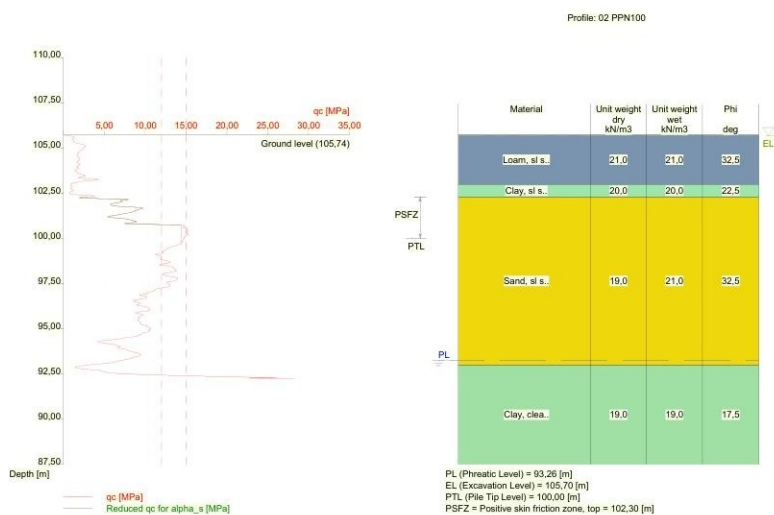 Profile: 02 PPN100
110,00
107,50
105,00
102,50
100,00
97,50
95,00
92,50
90,00
87,50
Depth [m]
qc [MPa]
5,00 10,00 15,00 20,00 25,00 30,00 35,00
Ground level (105,74)
qc [MPa]
Reduced qc for alpha_s [MPa]
Material Unit weight dry kN/m3 Unit weight wet kN/m3 Phi deg
EL
Loam, sl s.. 21,0 21,0 32,5
Clay, sl s.. 20,0 20,0 22,5
PSFZ
PTL
Sand, sl s.. 19,0 21,0 32,5
PL
Clay, clea.. 19,0 19,0 17,5
PL (Phreatic Level) = 93,26 [m]
EL (Excavation Level) = 105,70 [m]
PTL (Pile Tip Level) = 100,00 [m]
PSFZ = Positive skin friction zone, top = 102,30 [m]